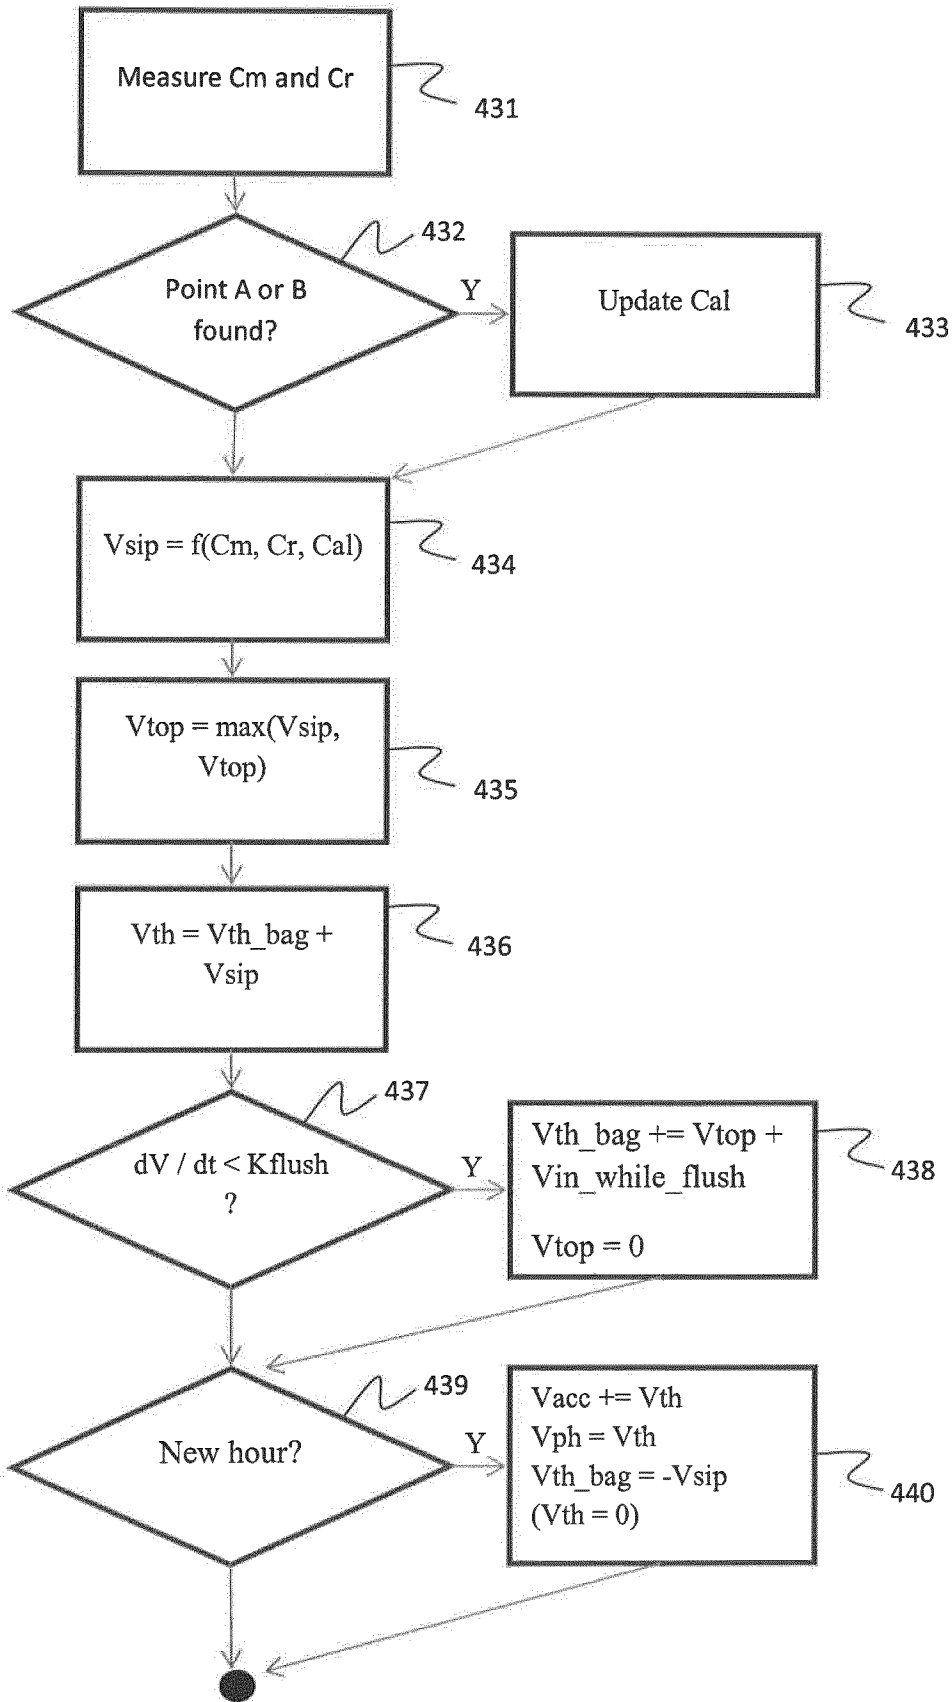 Measure Cm and Cr
431
432
Point A or B
found?
Y
Update Cal
433
Vsip = f(Cm, Cr, Cal)
434
Vtop = max(Vsip,
Vtop)
435
Vth = Vth_bag +
Vsip
436
437
dV / dt < Kflush
?
Y
Vth_bag += Vtop +
Vin_while_flush
Vtop = 0
438
439
New hour?
Y
Vacc += Vth
Vph = Vth
Vth_bag = -Vsip
(Vth = 0)
440